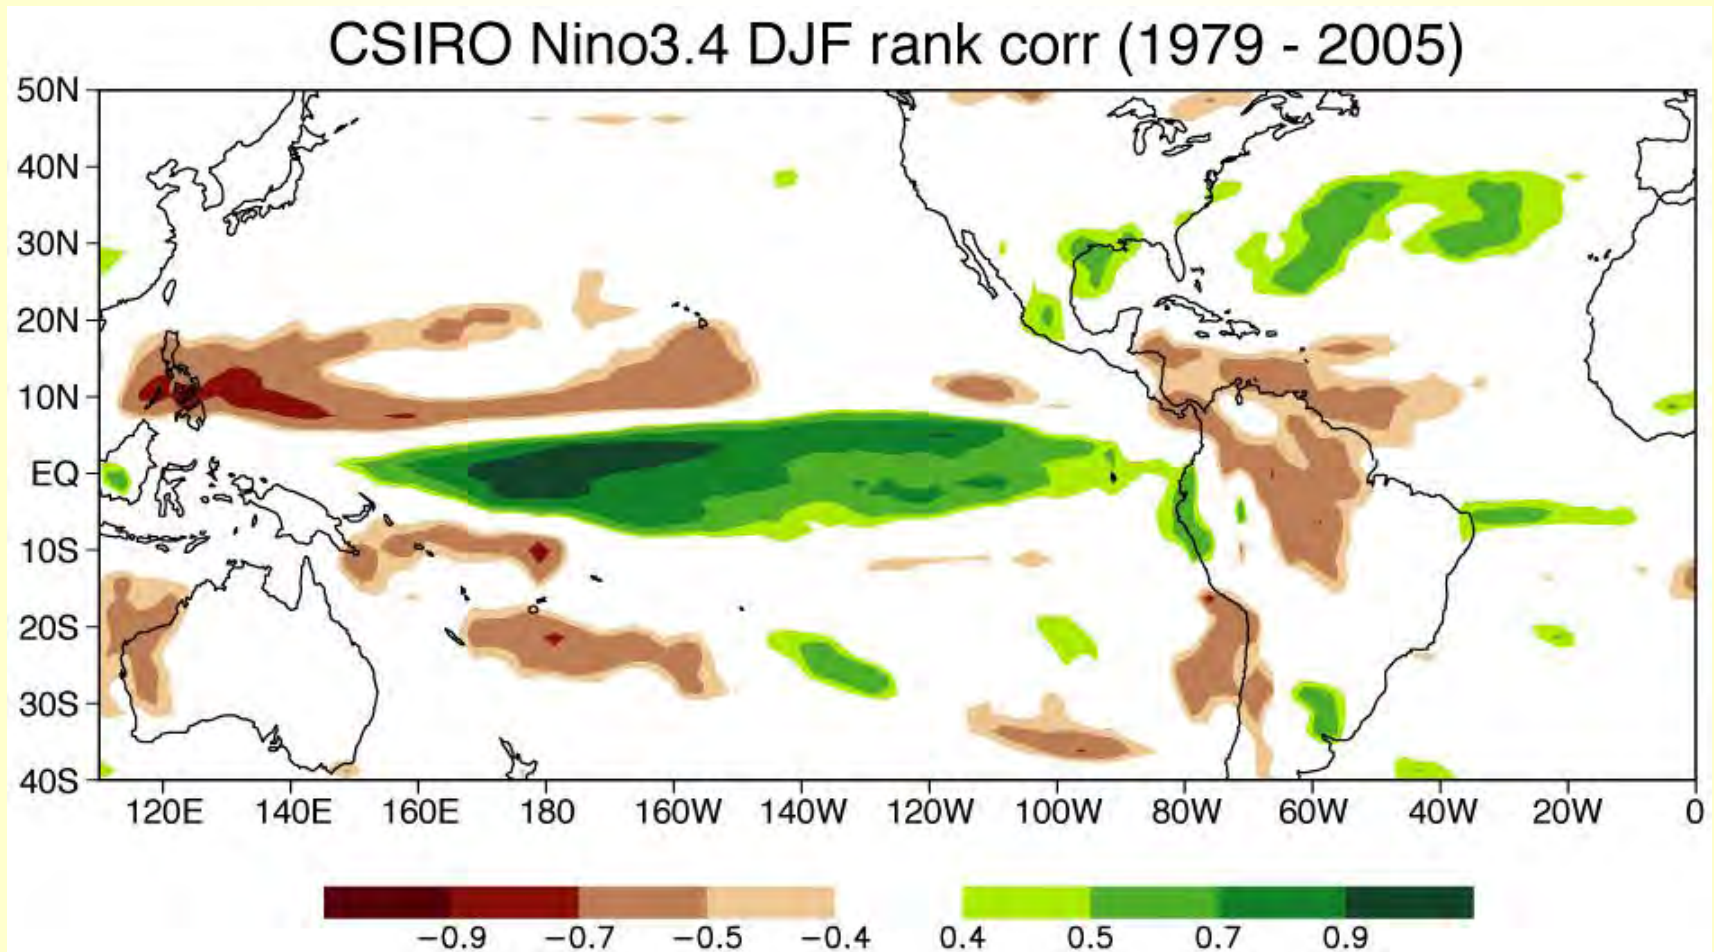 CSIRO Nino3.4 DJF rank corr (1979 - 2005)
50N
40N
30N
20N
10N
EQ
10S
20S
30S
40S
120E 140E 160E 180 160W 140W 120W 100W 80W 60W 40W 20W 0
−0.9 −0.7 −0.5 −0.4 0.4 0.5 0.7 0.9